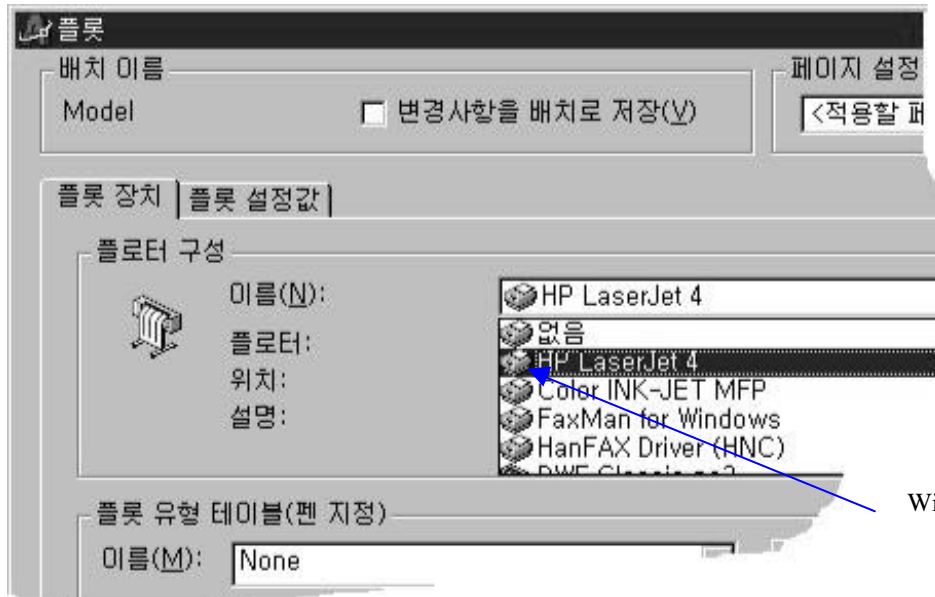 플롯
배치 이름
Model
변경사항을 배치로 저장(V)
페이지 설정
<적용할
플롯 장치
플롯 설정값
플로터 구성
이름(N):
HP LaserJet 4
플로터:
위치:
설명:
없음
HP LaserJet 4
Color INK-JET MFP
FaxMan for Windows
HanFAX Driver (HNC)
플롯 유형 테이블(펜 지정)
이름(M):
None